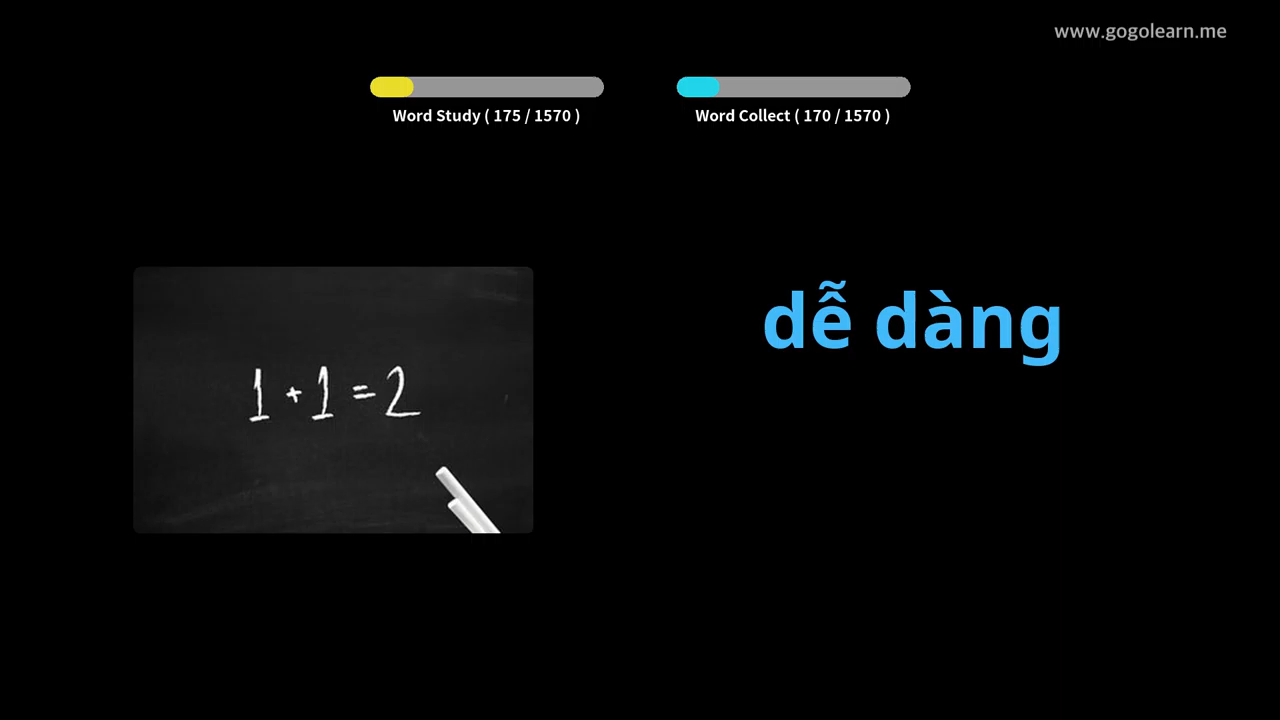 www.gogolearn.me
Word Study ( 175 / 1570 )
Word Collect ( 170 / 1570 )
dễ dàng
1 + 1 = 2